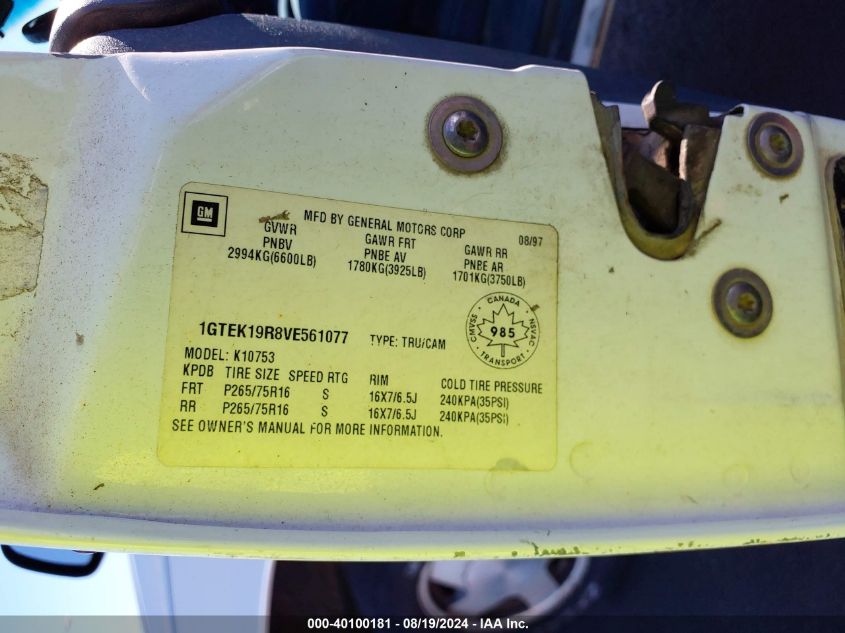 GM
MFD BY GENERAL MOTORS CORP 08/97
GVWR GAWR FRT GAWR RR
PNBV PNBE AV PNBE AR
2994KG(6600LB) 1780KG(3925LB) 1701KG(3750LB)
CANADA
CMVSS 985 NSVAC
TRANSPORT
1GTEK19R8VE561077 TYPE: TRU/CAM
MODEL: K10753
KPDB TIRE SIZE SPEED RTG RIM COLD TIRE PRESSURE
FRT P265/75R16 S 16X7/6.5J 240KPA(35PSI)
RR P265/75R16 S 16X7/6.5J 240KPA(35PSI)
SEE OWNER'S MANUAL FOR MORE INFORMATION.
000-40100181 - 08/19/2024 - IAA Inc.